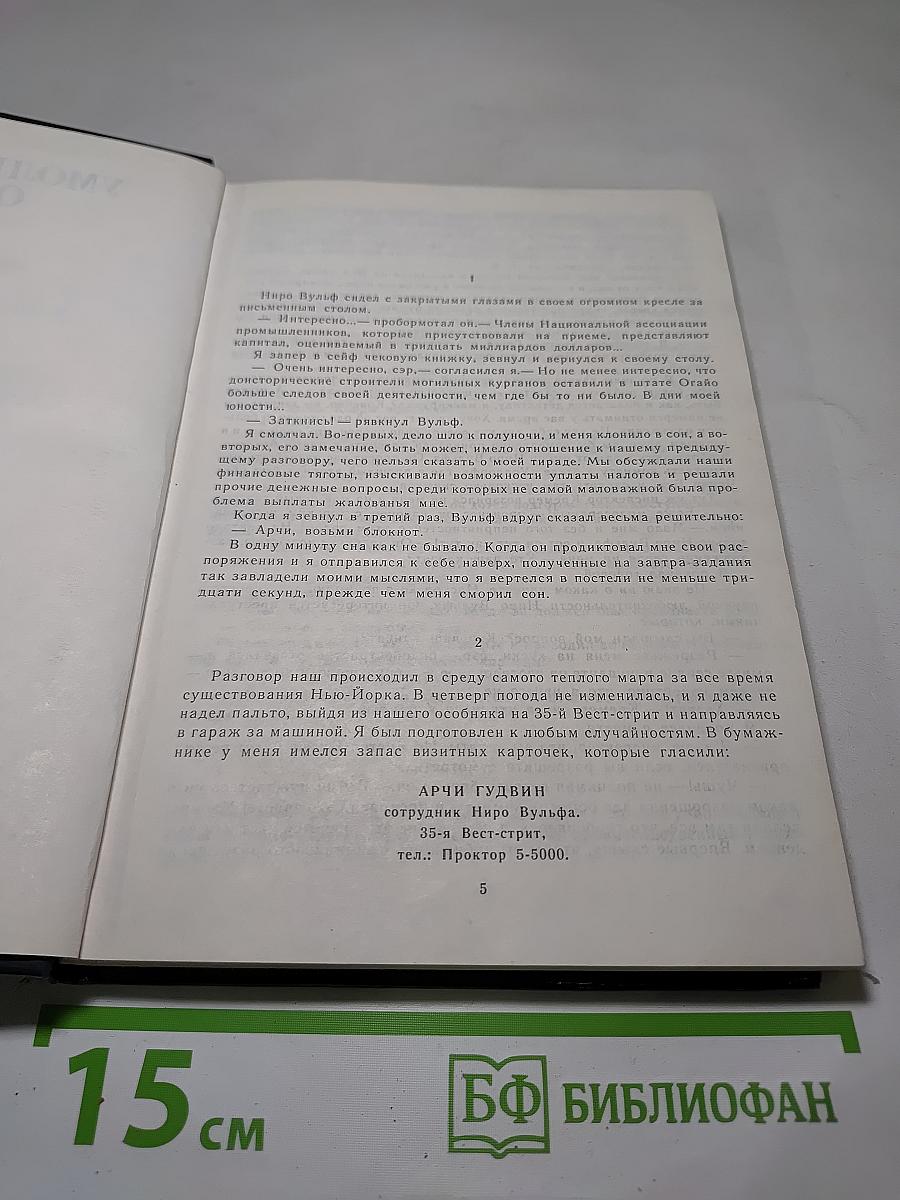 УМОЛ
О
1
Ниро Вульф сидел с закрытыми глазами в своем огромном кресле за
письменным столом.
— Интересно...— пробормотал он.— Члены Национальной ассоциации
промышленников, которые присутствовали на приеме, представляют
капитал, оцениваемый в тридцать миллиардов долларов...
Я запер в сейф чековую книжку, зевнул и вернулся к своему столу.
— Очень интересно, сэр,— согласился я.— Но не менее интересно, что
доисторические строители могильных курганов оставили в штате Огайо
больше следов своей деятельности, чем где бы то ни было. В дни моей
юности...
— Заткнись! — рявкнул Вульф.
Я смолчал. Во-первых, дело шло к полуночи, и меня клонило в сон, а во-
вторых, его замечание, быть может, имело отношение к нашему предыду-
щему разговору, чего нельзя сказать о моей тираде. Мы обсуждали наши
финансовые тяготы, изыскивали возможности уплаты налогов и решали
прочие денежные вопросы, среди которых не самой маловажной была про-
блема выплаты жалованья мне.
Когда я зевнул в третий раз, Вульф вдруг сказал весьма решительно:
— Арчи, возьми блокнот.
В одну минуту сна как не бывало. Когда он продиктовал мне свои рас-
поряжения и я отправился к себе наверх, полученные на завтра задания
так завладели моими мыслями, что я вертелся в постели не меньше три-
дцати секунд, прежде чем меня сморил сон.
2
Разговор наш происходил в среду самого теплого марта за все время
существования Нью-Йорка. В четверг погода не изменилась, и я даже не
надел пальто, выйдя из нашего особняка на 35-й Вест-стрит и направляясь
в гараж за машиной. Я был подготовлен к любым случайностям. В бумаж-
нике у меня имелся запас визитных карточек, которые гласили:
АРЧИ ГУДВИН
сотрудник Ниро Вульфа.
35-я Вест-стрит,
тел.: Проктор 5-5000.
5
15 см
БФ БИБЛИОФАН